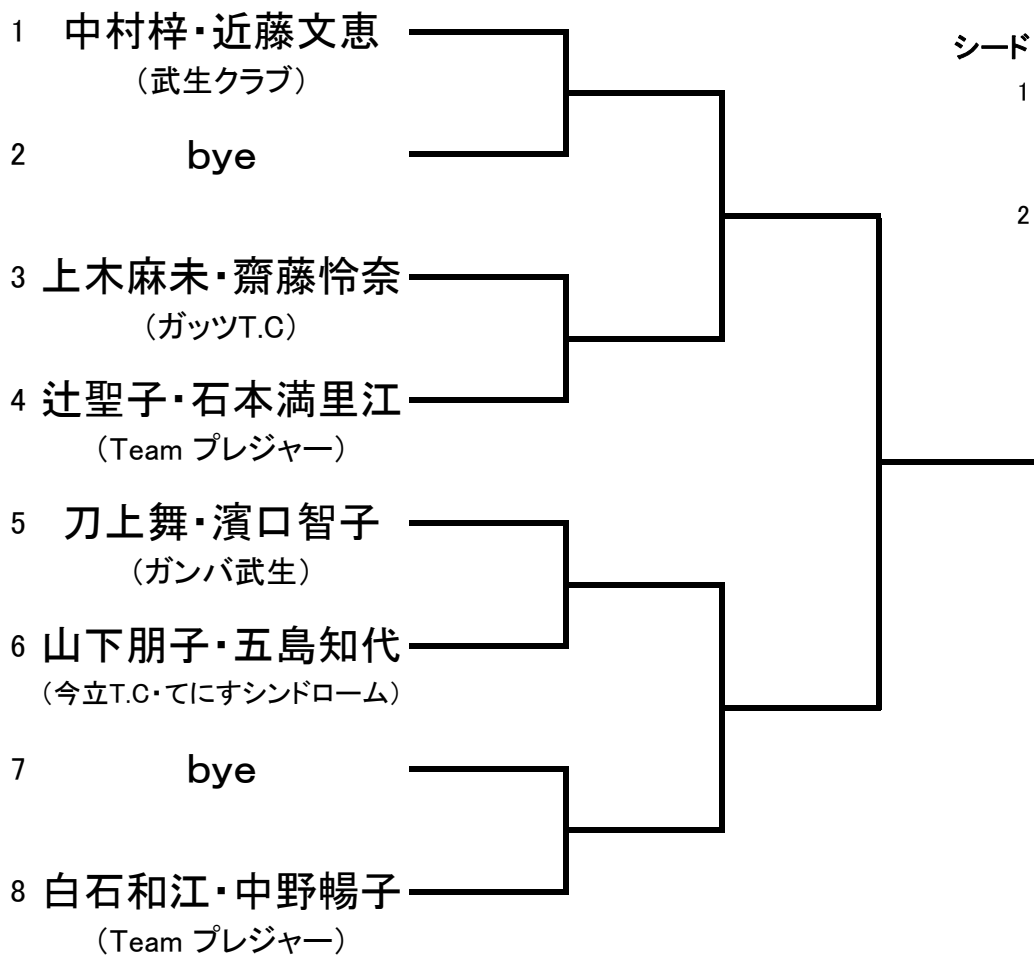 1 中村梓・近藤文恵
（武生クラブ）
2 bye
3 上木麻未・齋藤怜奈
（ガッツT.C）
4 辻聖子・石本満里江
（Team プレジャー）
5 刀上舞・濱口智子
（ガンバ武生）
6 山下朋子・五島知代
（今立T.C・てにすシンドローム）
7 bye
8 白石和江・中野暢子
（Team プレジャー）
シード
1
2